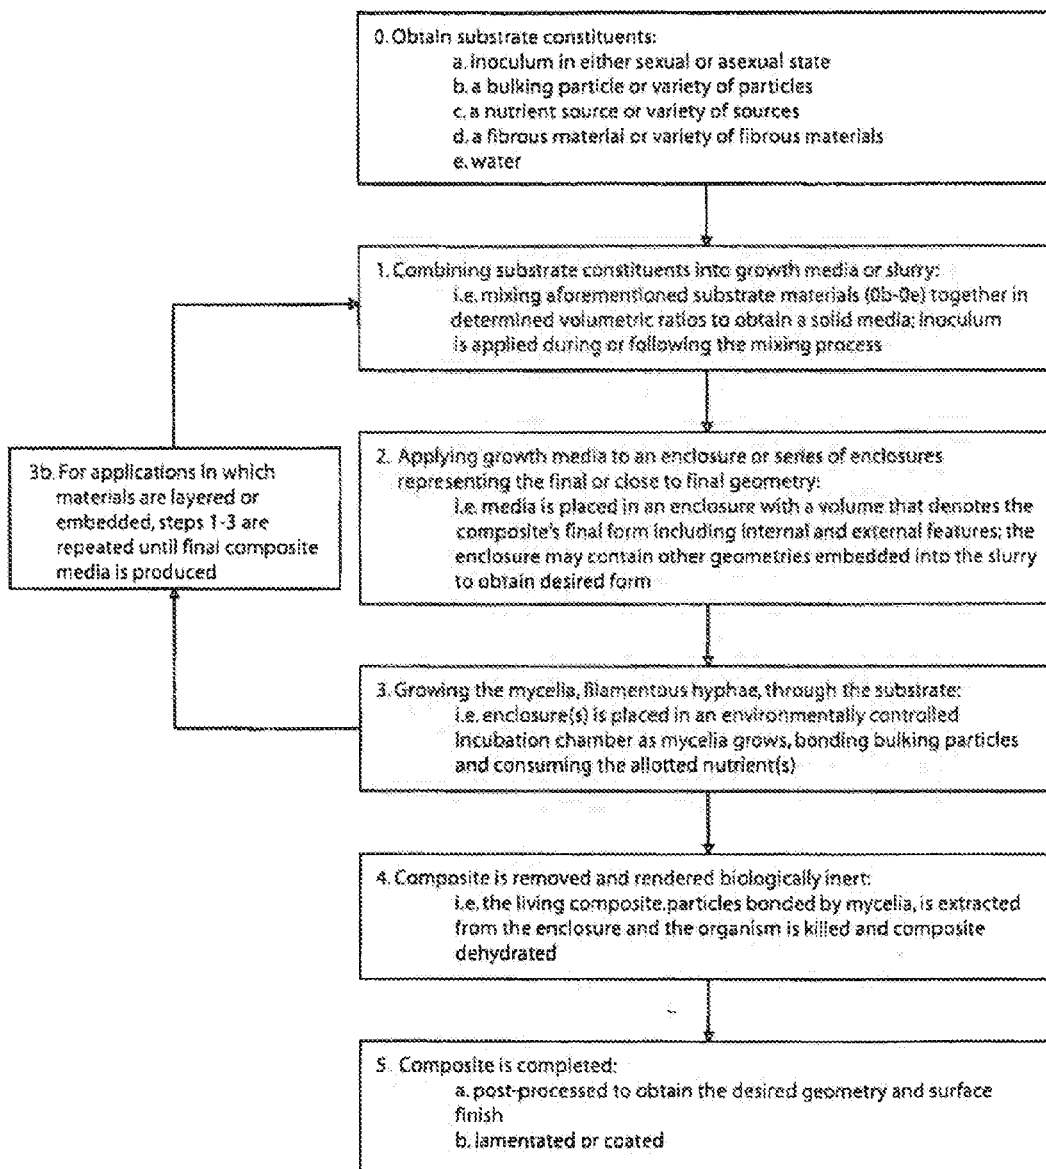 0. Obtain substrate constituents:
a. inoculum in either sexual or asexual state
b. a bulking particle or variety of particles
c. a nutrient source or variety of sources
d. a fibrous material or variety of fibrous materials
e. water
1. Combining substrate constituents into growth media or slurry:
i.e. mixing aforementioned substrate materials (0b-0e) together in
determined volumetric ratios to obtain a solid media; inoculum
is applied during or following the mixing process
2. Applying growth media to an enclosure or series of enclosures
representing the final or close to final geometry:
i.e. media is placed in an enclosure with a volume that denotes the
composite's final form including internal and external features; the
enclosure may contain other geometries embedded into the slurry
to obtain desired form
3b. For applications in which
materials are layered or
embedded, steps 1-3 are
repeated until final composite
media is produced
3. Growing the mycelia, filamentous hyphae, through the substrate:
i.e. enclosure(s) is placed in an environmentally controlled
incubation chamber as mycelia grows, bonding bulking particles
and consuming the allotted nutrient(s)
4. Composite is removed and rendered biologically inert:
i.e. the living composite, particles bonded by mycelia, is extracted
from the enclosure and the organism is killed and composite
dehydrated
5. Composite is completed:
a. post-processed to obtain the desired geometry and surface
finish
b. lamentated or coated